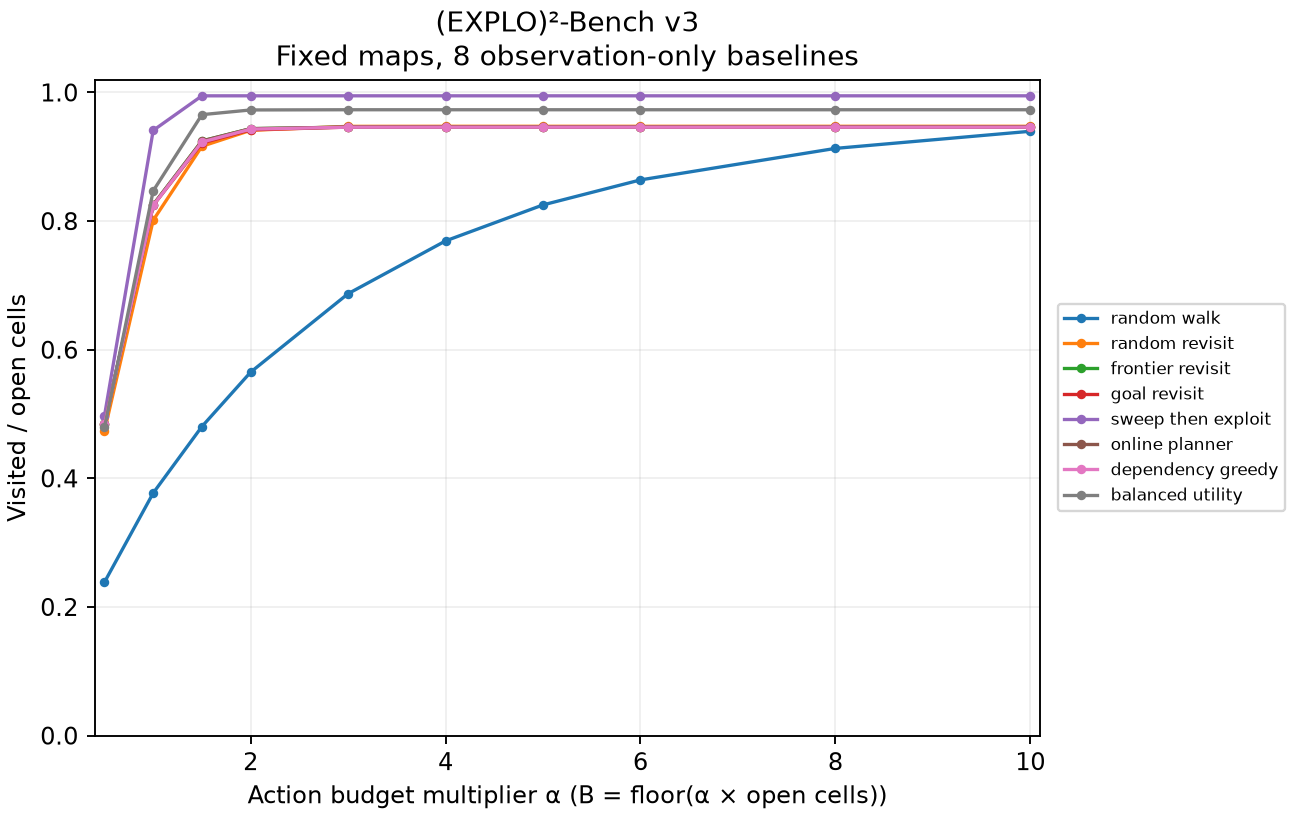 (EXPLO)²-Bench v3
Fixed maps, 8 observation-only baselines
Visited / open cells
1.0
0.8
0.6
0.4
0.2
0.0
2
4
6
8
10
Action budget multiplier α (B = floor(α × open cells))
random walk
random revisit
frontier revisit
goal revisit
sweep then exploit
online planner
dependency greedy
balanced utility